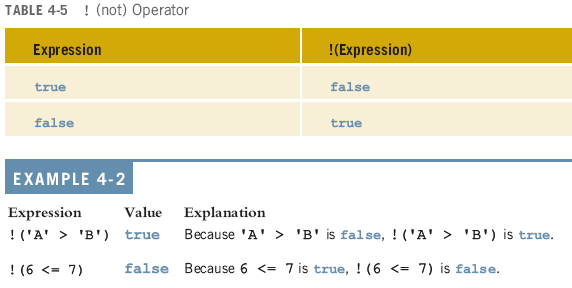 TABLE 4-5 ! (not) Operator
Expression !(Expression)
true false
false true
EXAMPLE 4-2
Expression Value Explanation
!('A' > 'B') true Because 'A' > 'B' is false, !('A' > 'B') is true.
!(6 <= 7) false Because 6 <= 7 is true, !(6 <= 7) is false.